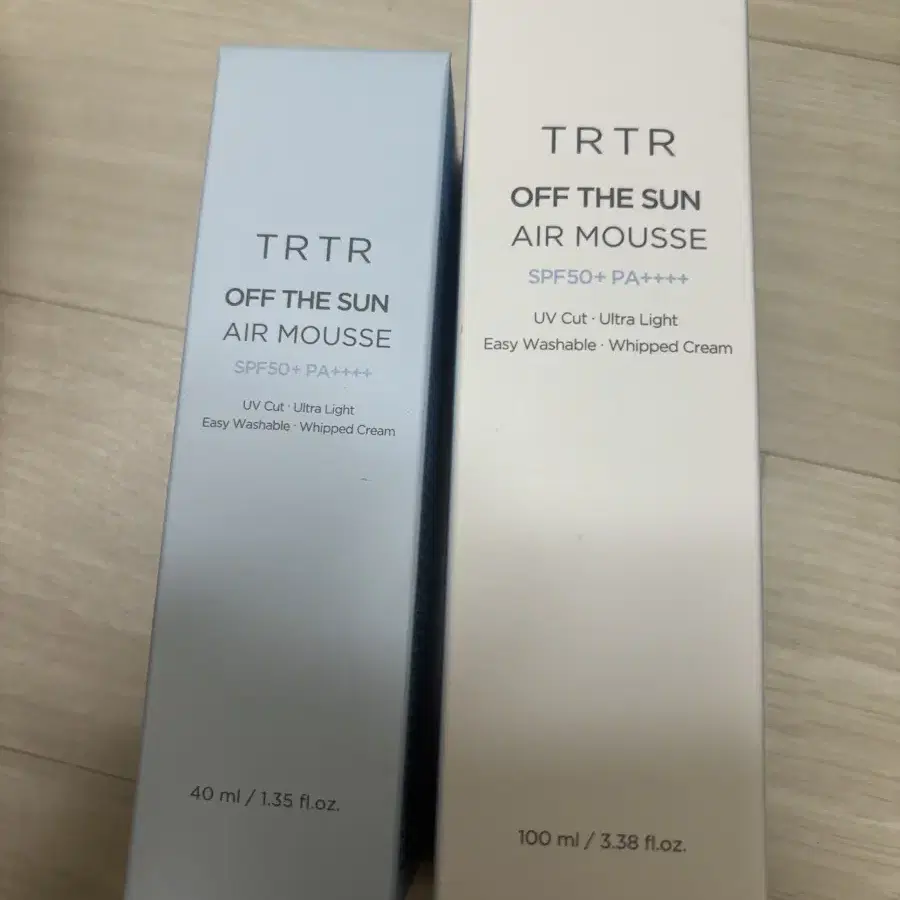 TRTR
OFF THE SUN
AIR MOUSSE
SPF50+ PA++++
UV Cut · Ultra Light
Easy Washable · Whipped Cream
40 ml / 1.35 fl.oz.
TRTR
OFF THE SUN
AIR MOUSSE
SPF50+ PA++++
UV Cut · Ultra Light
Easy Washable · Whipped Cream
100 ml / 3.38 fl.oz.